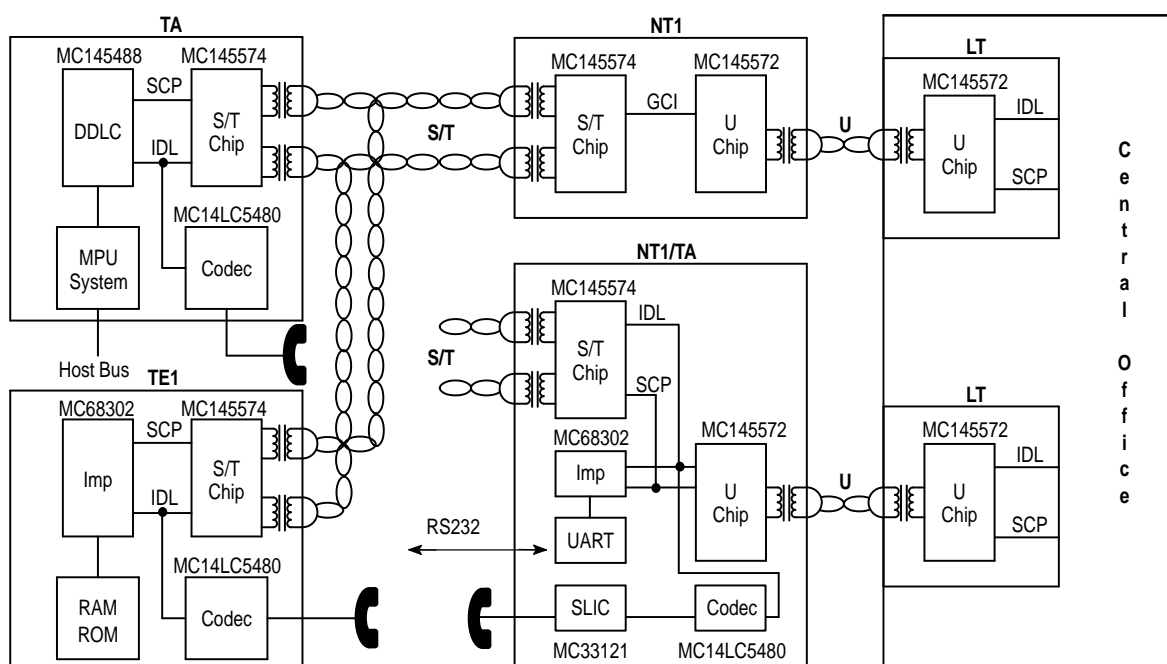 TA
MC145488
MC145574
SCP
DDLC
IDL
S/T
Chip
MC14LC5480
MPU
System
Codec
Host Bus
S/T
NT1
MC145574
MC145572
GCI
S/T
Chip
U
Chip
U
LT
MC145572
IDL
U
Chip
SCP
Central Office
TE1
MC68302
MC145574
SCP
Imp
IDL
S/T
Chip
MC14LC5480
RAM
ROM
Codec
NT1/TA
MC145574
IDL
S/T
S/T
Chip
SCP
MC68302
MC145572
Imp
U
Chip
UART
RS232
SLIC
Codec
MC33121
MC14LC5480
U
LT
MC145572
IDL
U
Chip
SCP